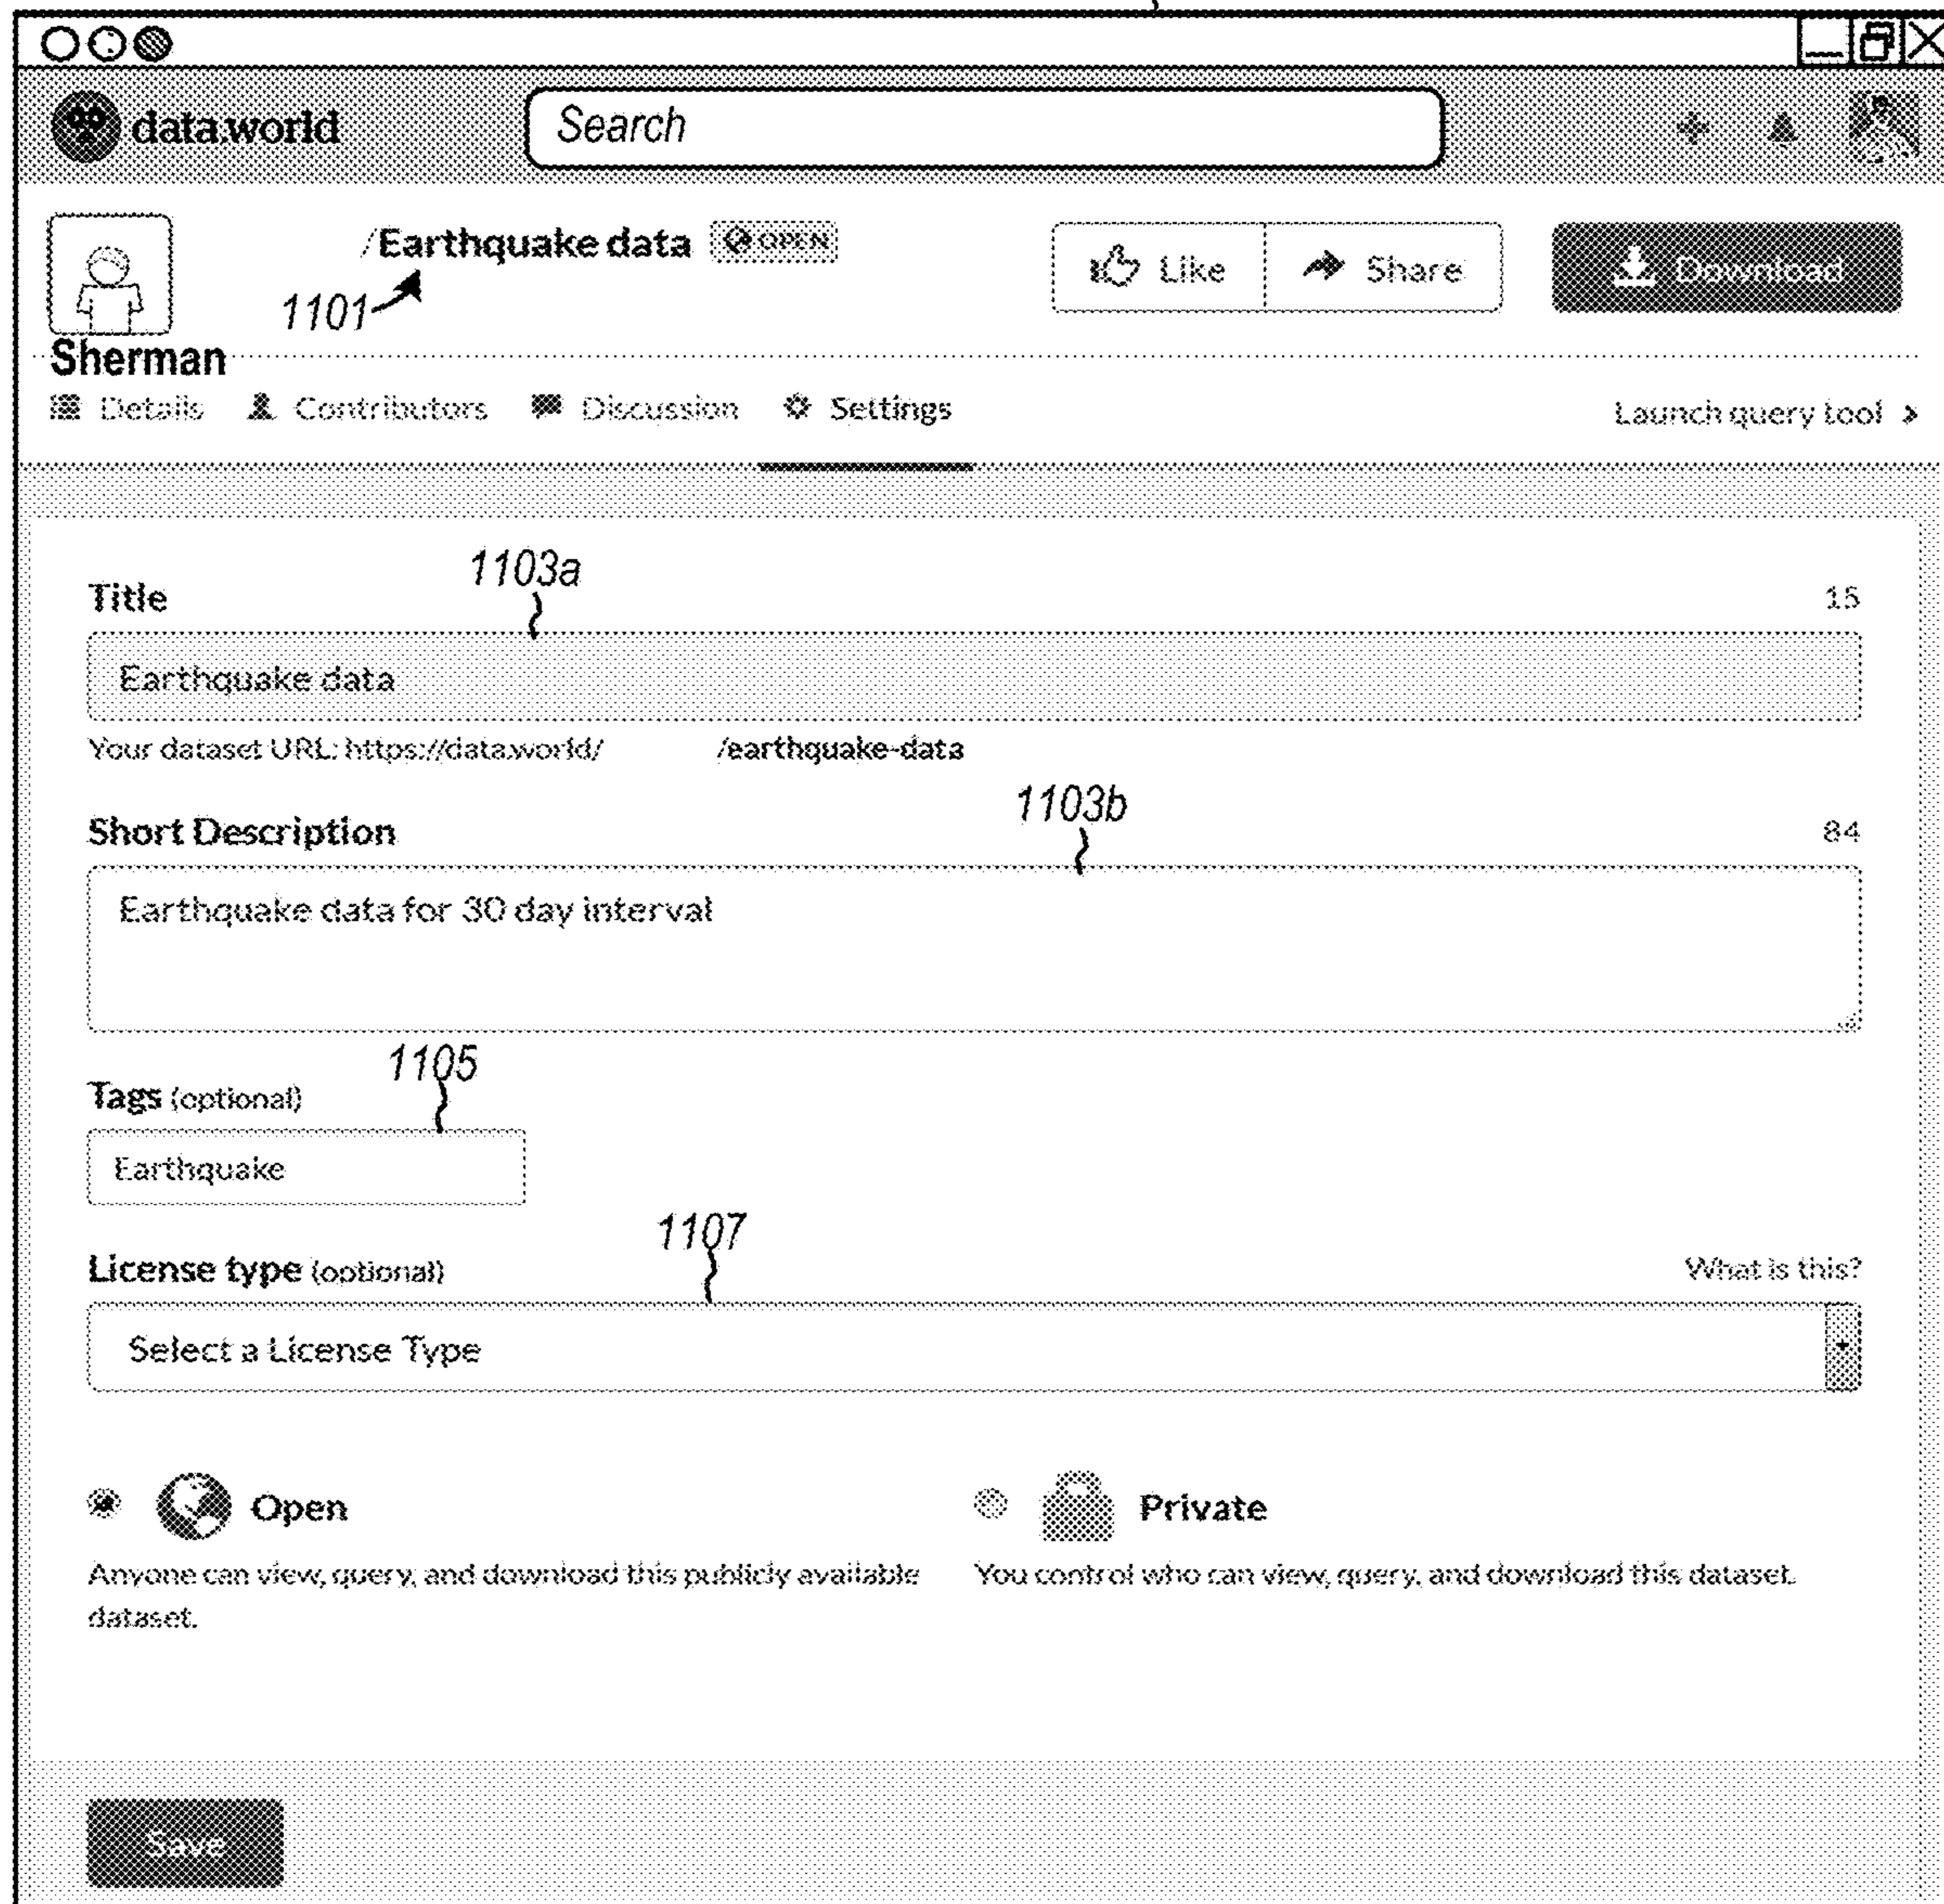 data.world
Search
/Earthquake data OPEN
Like Share Download
1101
Sherman
Details Contributors Discussion Settings Launch query tool >
1103a
Title 15
Earthquake data
Your dataset URL: https://data.world/ /earthquake-data
1103b
Short Description 84
Earthquake data for 30 day interval
1105
Tags (optional)
Earthquake
1107
License type (optional) What is this?
Select a License Type
Open Private
Anyone can view, query, and download this publicly available You control who can view, query, and download this dataset.
dataset.
Save